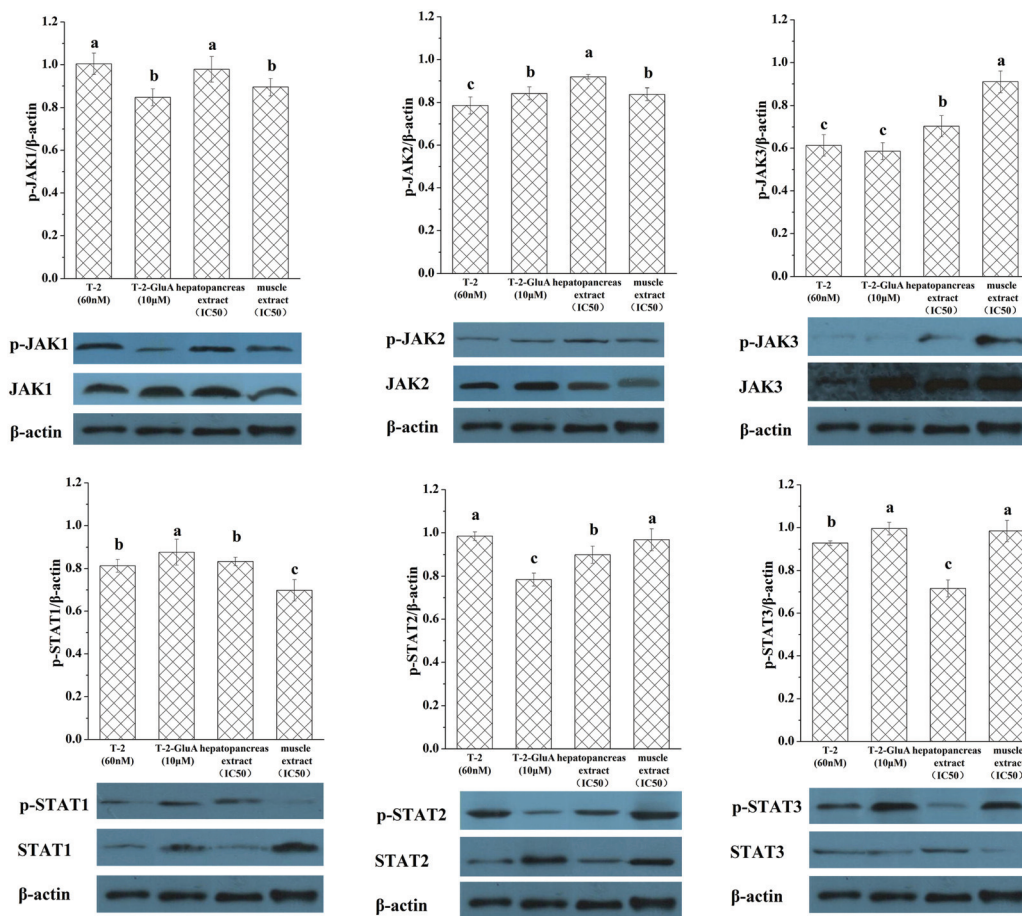 1.2
1.0
0.8
0.6
0.4
0.2
0.0
p-JAK1/β-actin
a
b
a
b
T-2
(60nM)
T-2-GluA
(10μM)
hepatopancreas
extract
(IC50)
muscle
extract
(IC50)
p-JAK1
JAK1
β-actin
1.2
1.0
0.8
0.6
0.4
0.2
0.0
p-JAK2/β-actin
c
b
a
b
T-2
(60nM)
T-2-GluA
(10μM)
hepatopancreas
extract
(IC50)
muscle
extract
(IC50)
p-JAK2
JAK2
β-actin
1.2
1.0
0.8
0.6
0.4
0.2
0.0
p-JAK3/β-actin
c
c
b
a
T-2
(60nM)
T-2-GluA
(10μM)
hepatopancreas
extract
(IC50)
muscle
extract
(IC50)
p-JAK3
JAK3
β-actin
1.2
1.0
0.8
0.6
0.4
0.2
0.0
p-STAT1/β-actin
b
a
b
c
T-2
(60nM)
T-2-GluA
(10μM)
hepatopancreas
extract
(IC50)
muscle
extract
(IC50)
p-STAT1
STAT1
β-actin
1.2
1.0
0.8
0.6
0.4
0.2
0.0
p-STAT2/β-actin
a
c
b
a
T-2
(60nM)
T-2-GluA
(10μM)
hepatopancreas
extract
(IC50)
muscle
extract
(IC50)
p-STAT2
STAT2
β-actin
1.2
1.0
0.8
0.6
0.4
0.2
0.0
p-STAT3/β-actin
b
a
c
a
T-2
(60nM)
T-2-GluA
(10μM)
hepatopancreas
extract
(IC50)
muscle
extract
(IC50)
p-STAT3
STAT3
β-actin